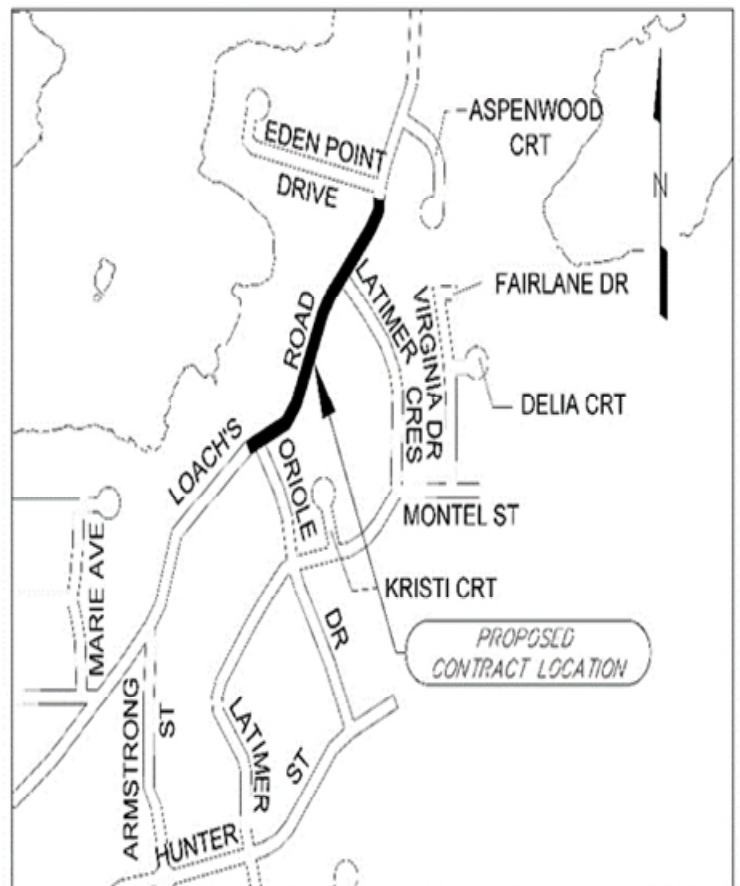 ASPENWOOD
CRT
EDEN POINT
DRIVE
N
FAIRLANE DR
LATIMER
CRES
VIRGINIA DR
ROAD
LOACH'S
DELIA CRT
ORIOLE
DR
MONTEL ST
MARIE AVE
KRISTI CRT
PROPOSED
CONTRACT LOCATION
ARMSTRONG
ST
LATIMER
ST
HUNTER